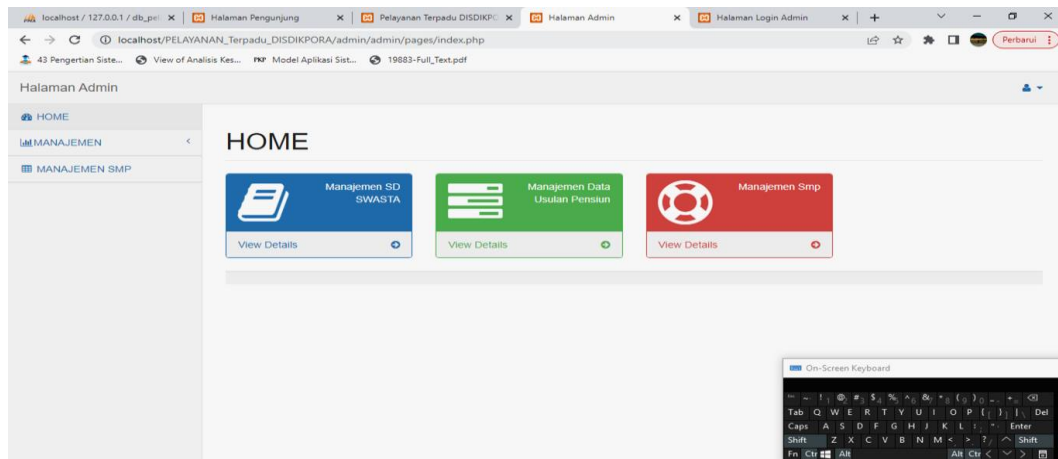 localhost / 127.0.0.1 / db_pel
Halaman Pengunjung
Pelayanan Terpadu DISDIKPO
Halaman Admin
Halaman Login Admin
localhost/PELAYANAN_Terpadu_DISDIKPORA/admin/admin/pages/index.php
Perbarui
43 Pengertian Siste...
View of Analisis Kes...
PKP Model Aplikasi Sist...
19883-Full_Text.pdf
Halaman Admin
HOME
MANAJEMEN
MANAJEMEN SMP
HOME
Manajemen SD
SWASTA
View Details
Manajemen Data
Usulan Pensiun
View Details
Manajemen Smp
View Details
On-Screen Keyboard
Tab Q W E R T Y U I O P { [ } ] | \ Del
Caps A S D F G H J K L : ; " ' Enter
Shift Z X C V B N M < > ? / Shift
Fn Ctr Alt Alt Ctr